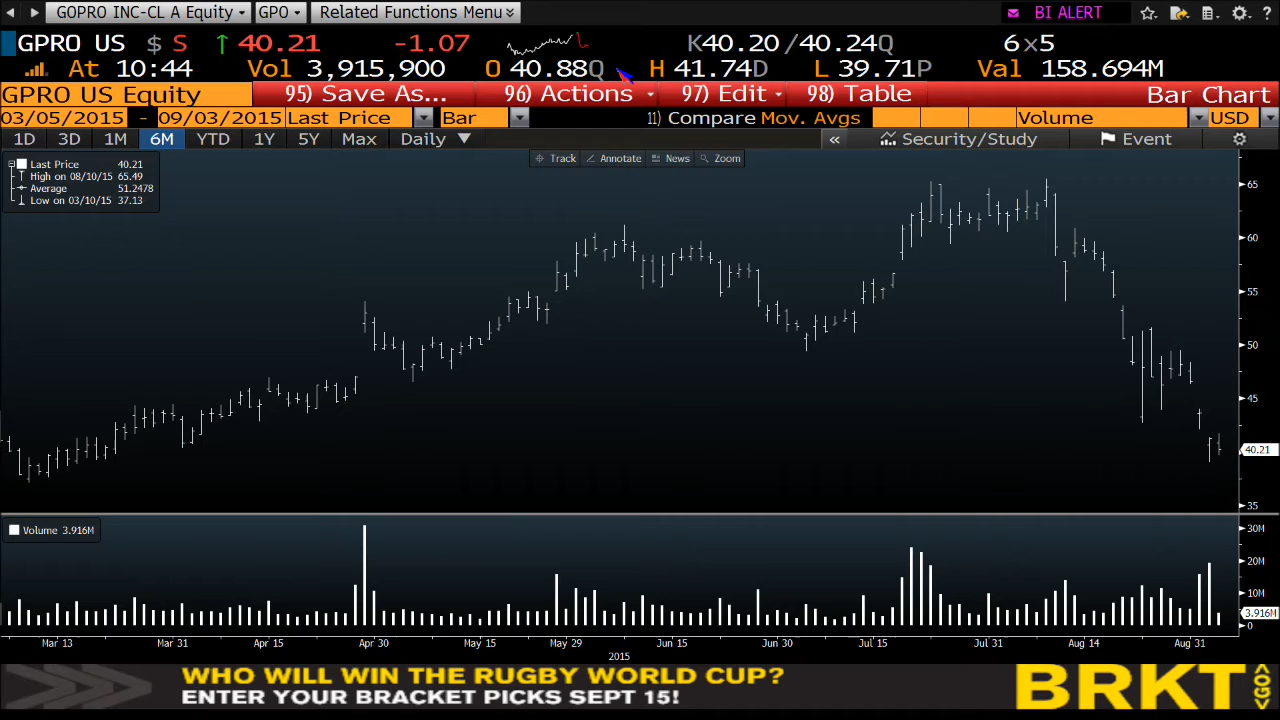 GOPRO INC-CL A Equity GPO Related Functions Menu BI ALERT ?
GPRO US $ S ↑ 40.21 -1.07 K40.20 /40.24Q 6×5
At 10:44 Vol 3,915,900 O 40.88Q H 41.74D L 39.71P Val 158.694M
GPRO US Equity 95) Save As... 96) Actions 97) Edit 98) Table Bar Chart
03/05/2015 - 09/03/2015 Last Price Bar 11) Compare Mov. Avgs Volume USD
1D 3D 1M 6M YTD 1Y 5Y Max Daily « Security/Study Event
Track Annotate News Zoom
Last Price 40.21
High on 08/10/15 65.49
Average 51.2478
Low on 03/10/15 37.13
65
60
55
50
45
40.21
35
Volume 3.916M
30M
20M
10M
3.916M
0
Mar 13 Mar 31 Apr 15 Apr 30 May 15 May 29 Jun 15 Jun 30 Jul 15 Jul 31 Aug 14 Aug 31
2015
WHO WILL WIN THE RUGBY WORLD CUP?
ENTER YOUR BRACKET PICKS SEPT 15!
BRKT <GO>